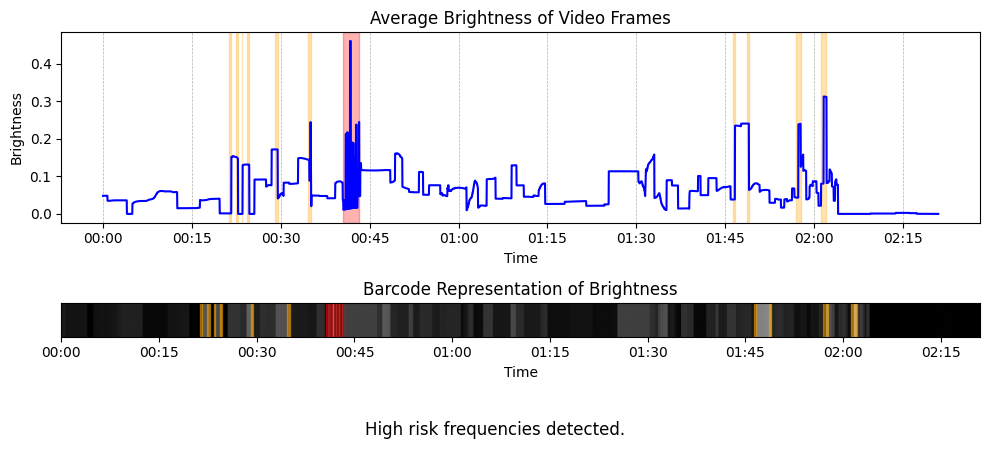 Average Brightness of Video Frames
Brightness
0.4
0.3
0.2
0.1
0.0
00:00 00:15 00:30 00:45 01:00 01:15 01:30 01:45 02:00 02:15
Time
Barcode Representation of Brightness
00:00 00:15 00:30 00:45 01:00 01:15 01:30 01:45 02:00 02:15
Time
High risk frequencies detected.